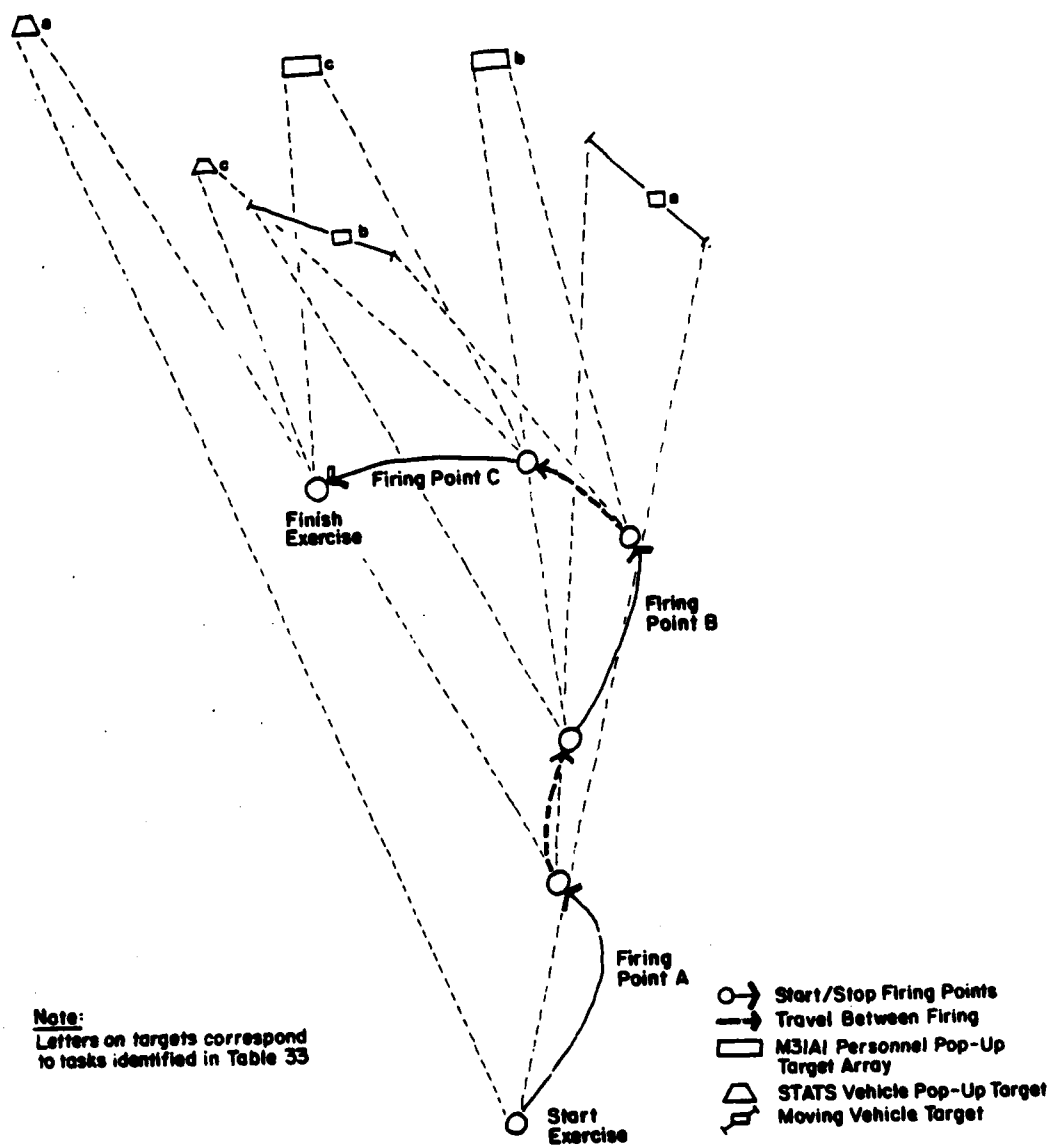 a
c
b
c
b
a
Firing Point C
Finish
Exercise
Firing
Point B
Firing
Point A
Note:
Letters on targets correspond
to tasks identified in Table 33
Start
Exercise
Start/Stop Firing Points
Travel Between Firing
M31A1 Personnel Pop-Up
Target Array
STATS Vehicle Pop-Up Target
Moving Vehicle Target